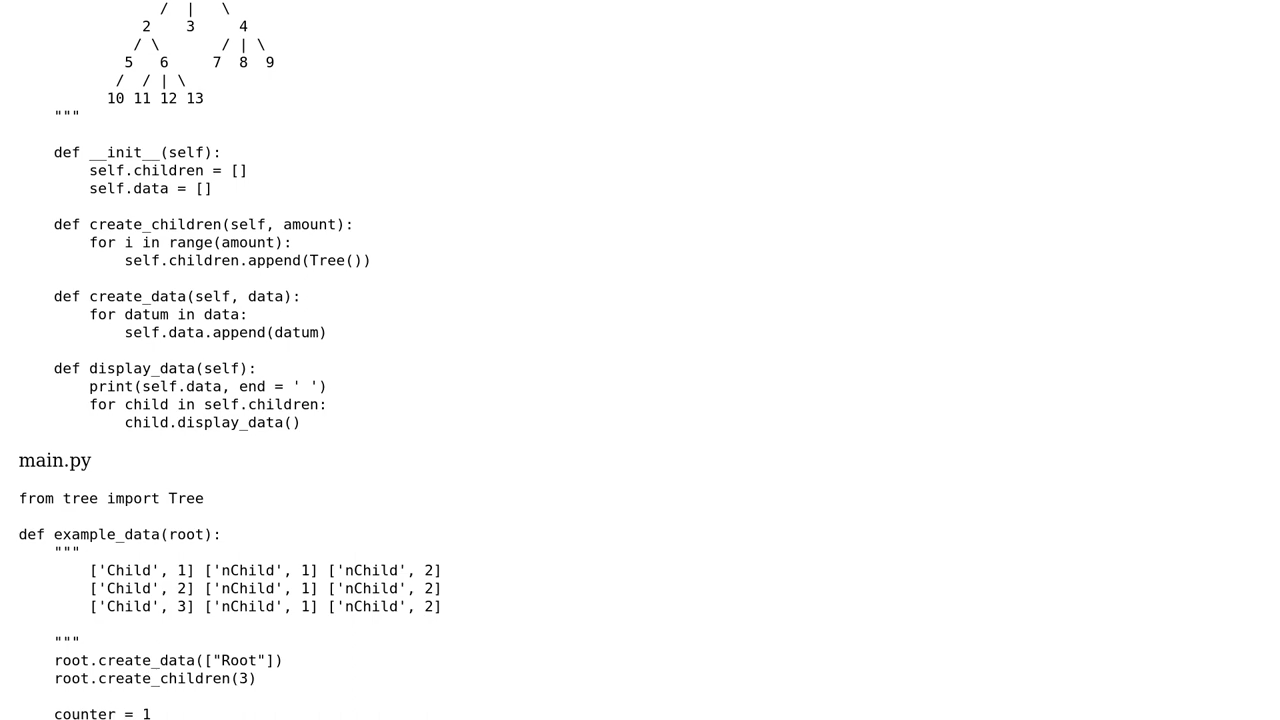 /  |   \
              2    3     4
             / \       / | \
            5   6     7  8  9
           /  / | \
          10 11 12 13
    """

    def __init__(self):
        self.children = []
        self.data = []

    def create_children(self, amount):
        for i in range(amount):
            self.children.append(Tree())

    def create_data(self, data):
        for datum in data:
            self.data.append(datum)

    def display_data(self):
        print(self.data, end = ' ')
        for child in self.children:
            child.display_data()

main.py

from tree import Tree

def example_data(root):
    """
        ['Child', 1] ['nChild', 1] ['nChild', 2]
        ['Child', 2] ['nChild', 1] ['nChild', 2]
        ['Child', 3] ['nChild', 1] ['nChild', 2]

    """
    root.create_data(["Root"])
    root.create_children(3)

    counter = 1